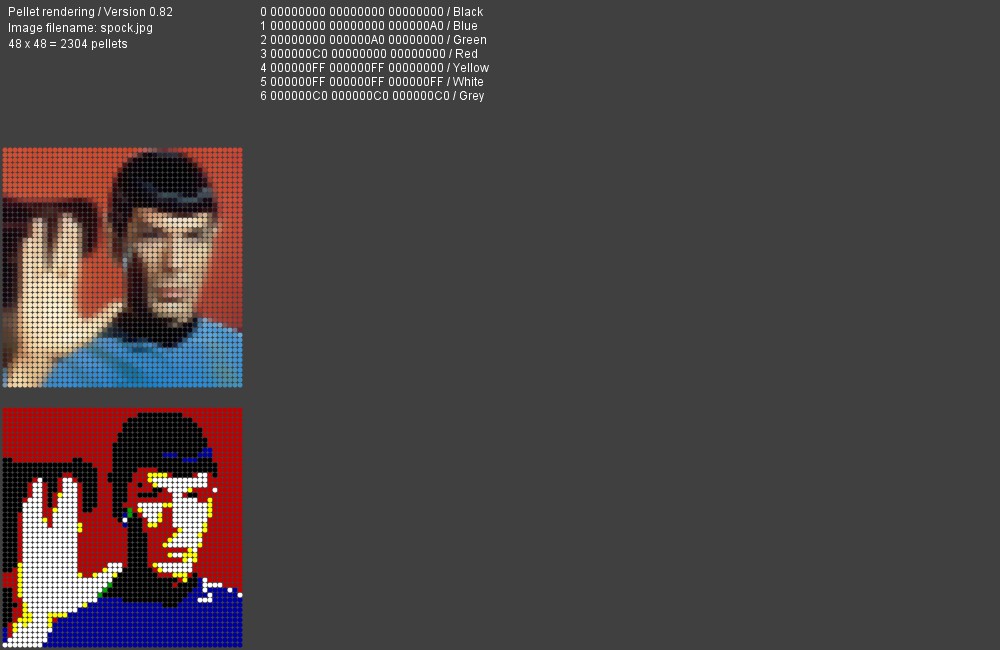 Pellet rendering / Version 0.82
Image filename: spock.jpg
48 x 48 = 2304 pellets
0 00000000 00000000 00000000 / Black
1 00000000 000000A0 000000A0 / Blue
2 00000000 000000A0 00000000 / Green
3 000000C0 00000000 00000000 / Red
4 000000FF 000000FF 00000000 / Yellow
5 000000FF 000000FF 000000FF / White
6 000000C0 000000C0 000000C0 / Grey